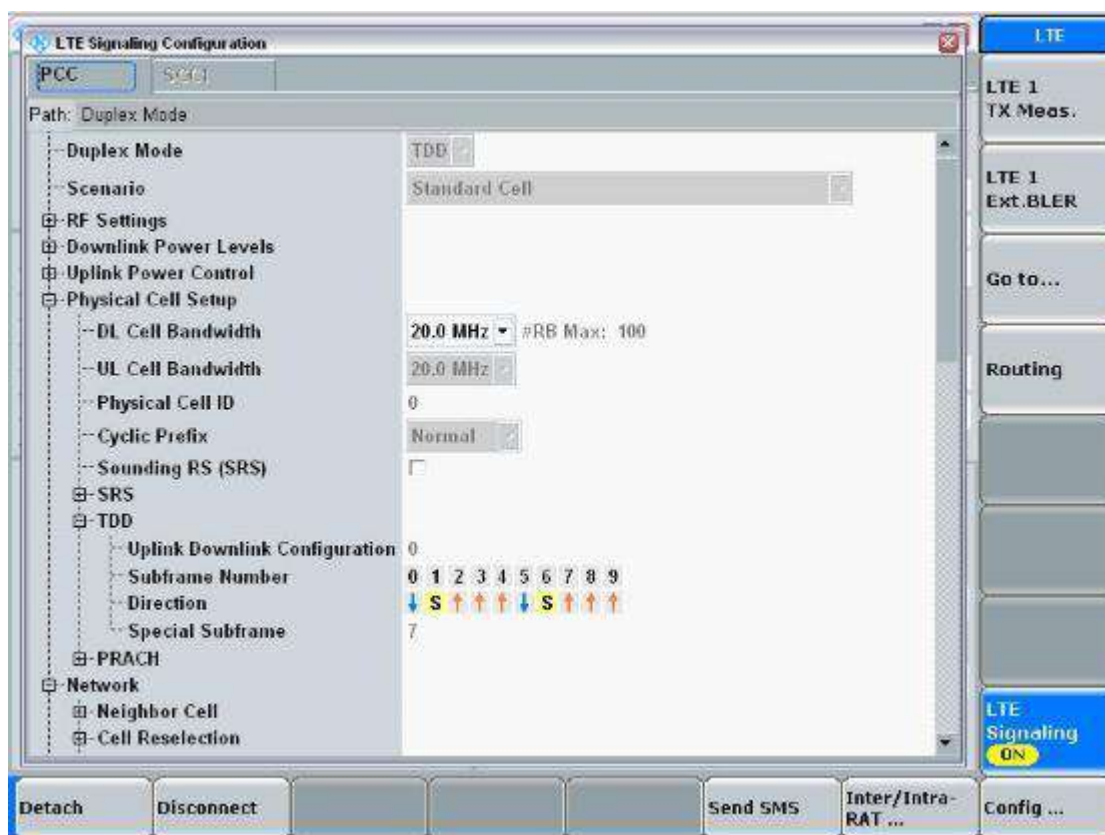 LTE Signaling Configuration
LTE
PCC
SCC1
Path: Duplex Mode
Duplex Mode TDD
Scenario Standard Cell
RF Settings
Downlink Power Levels
Uplink Power Control
Physical Cell Setup
DL Cell Bandwidth 20.0 MHz #RB Max: 100
UL Cell Bandwidth 20.0 MHz
Physical Cell ID 0
Cyclic Prefix Normal
Sounding RS (SRS)
SRS
TDD
Uplink Downlink Configuration 0
Subframe Number 0 1 2 3 4 5 6 7 8 9
Direction ↓ S ↑ ↑ ↑ ↓ S ↑ ↑ ↑
Special Subframe 7
PRACH
Network
Neighbor Cell
Cell Reselection
LTE 1
TX Meas.
LTE 1
Ext.BLER
Go to...
Routing
LTE
Signaling
ON
Detach
Disconnect
Send SMS
Inter/Intra-
RAT ...
Config ...